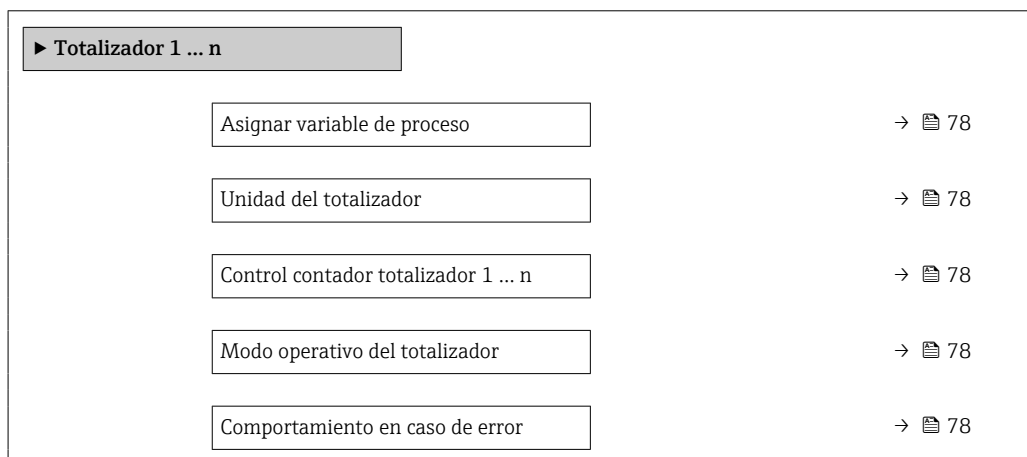 ► Totalizador 1 … n
Asignar variable de proceso → 78
Unidad del totalizador → 78
Control contador totalizador 1 … n → 78
Modo operativo del totalizador → 78
Comportamiento en caso de error → 78